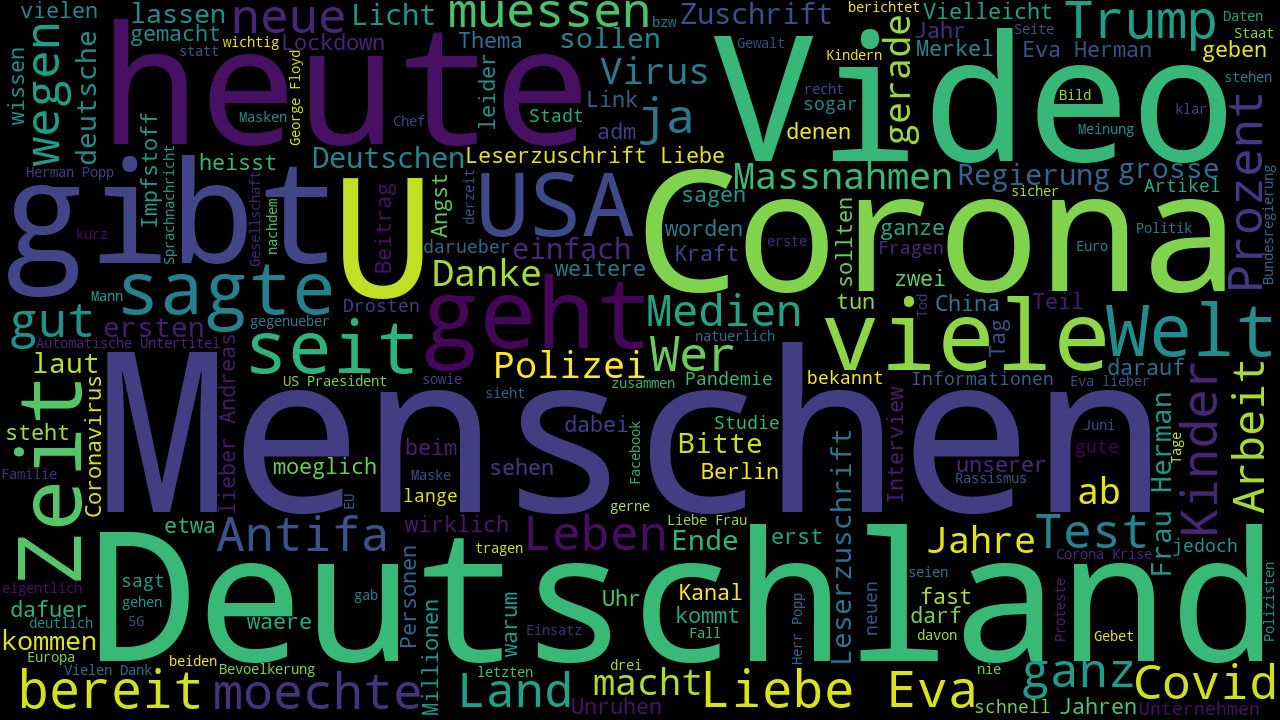 vielen
lassen
neue
Licht
muessen
bzw
Zuschrift
berichtet
Vielleicht
Trump
Daten
Staat
gemacht
statt
wichtig
Lockdown
Thema
sollen
Gewalt
Kindern
gerade
Jahr
Seite
Merkel
Eva Herman
geben
wissen
wegen
deutsche
heute
George Floyd
leider
Virus
Video
recht
Bild
stehen
Link
sogar
klar
Masken
Chef
Stadt
adm
ja
denen
Meinung
Impfstoff
Sprachnachricht
heisst
Deutschen
Leserzuschrift Liebe
Massnahmen
Regierung
grosse
Prozent
Bundesregierung
Herman Popp
gibt
Gesellschaft
nachdem
U
Beitrag
Angst
derzeit
USA
Corona
sagen
sicher
Artikel
kurz
worden
sollten
ganze
Politik
darueber
einfach
Kraft
erste
Fragen
Euro
sagte
Danke
weitere
zwei
Mann
Drosten
geht
Medien
tun
viele
Tod
China
Teil
Tag
Welt
gut
ersten
gegenueber
seit
natuerlich
Automatische Untertitel
Wer
laut
lieber Andreas
Polizei
darauf
US Praesident
sowie
zusammen
Pandemie
bekannt
Informationen
Eva lieber
Zeit
Coronavirus
Menschen
sieht
Kinder
Arbeit
steht
dabei
Facebook
Studie
Interview
Juni
Frau Herman
beim
Bitte
gute
Tage
Familie
moeglich
Maske
sehen
Berlin
unserer
Rassismus
EU
lange
ab
gerne
Leserzuschrift
etwa
Antifa
wirklich
Leben
Liebe Frau
Ende
erst
Jahre
Test
jedoch
tragen
Corona Krise
eigentlich
Deutschland
sagt
Personen
seien
Polizisten
gehen
gab
Uhr
Kanal
neuen
fast
dafuer
5G
waere
Millionen
warum
kommt
darf
Proteste
deutlich
Einsatz
Fall
Herr Popp
davon
Gebet
kommen
Europa
Vielen Dank
beiden
Bevoelkerung
letzten
drei
nie
ganz
bereit
moechte
Land
macht
Liebe Eva
Covid
Unruhen
schnell
Jahren
Unternehmen